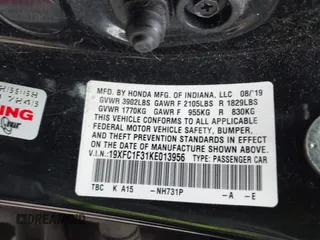 MFD. BY HONDA MFG. OF INDIANA, LLC 08/'19
GVWR 3902LBS GAWR F 2105LBS R 1829LBS
GVWR 1770KG GAWR F 955KG R 830KG
THIS VEHICLE CONFORMS TO ALL APPLICABLE
FEDERAL MOTOR VEHICLE SAFETY, BUMPER,
AND THEFT PREVENTION STANDARDS IN EFFECT
ON THE DATE OF MANUFACTURE SHOWN ABOVE.
V.I.N.: 19XFC1F31KE013956 TYPE: PASSENGER CAR
TBC K A15 -NH731P -A -E